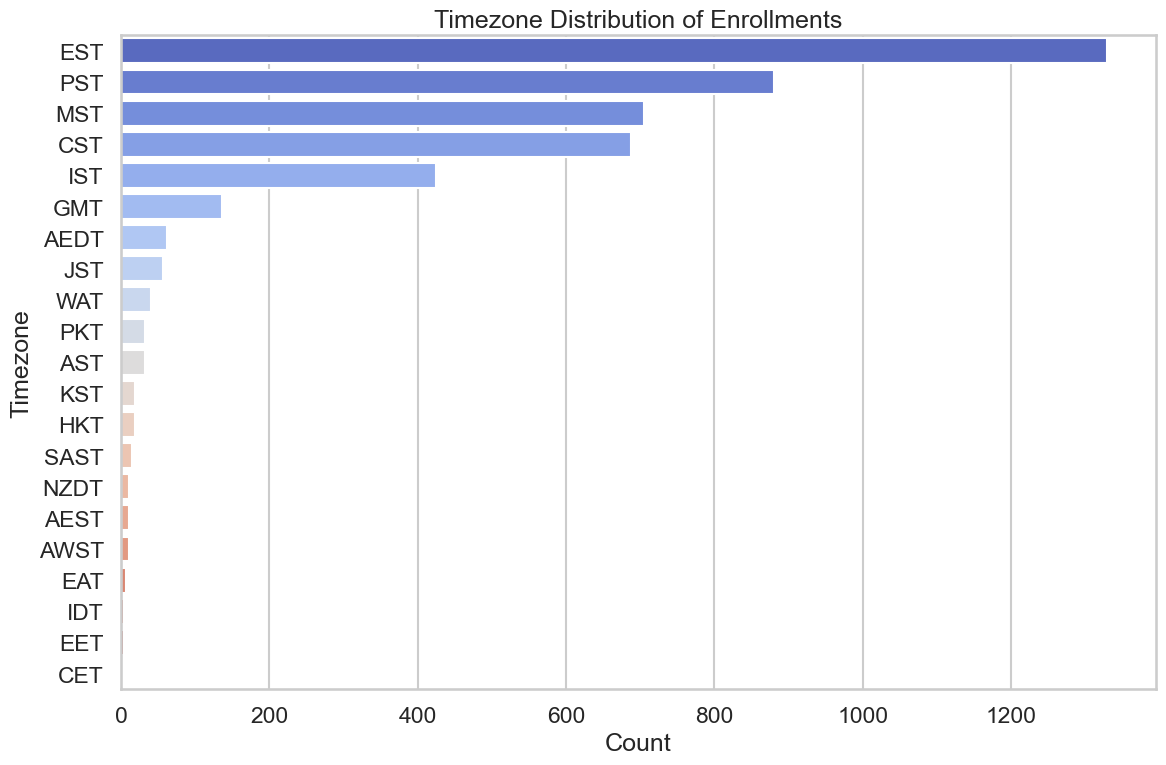 Timezone Distribution of Enrollments
EST
PST
MST
CST
IST
GMT
AEDT
JST
WAT
PKT
AST
KST
HKT
SAST
NZDT
AEST
AWST
EAT
IDT
EET
CET
Timezone
0 200 400 600 800 1000 1200
Count